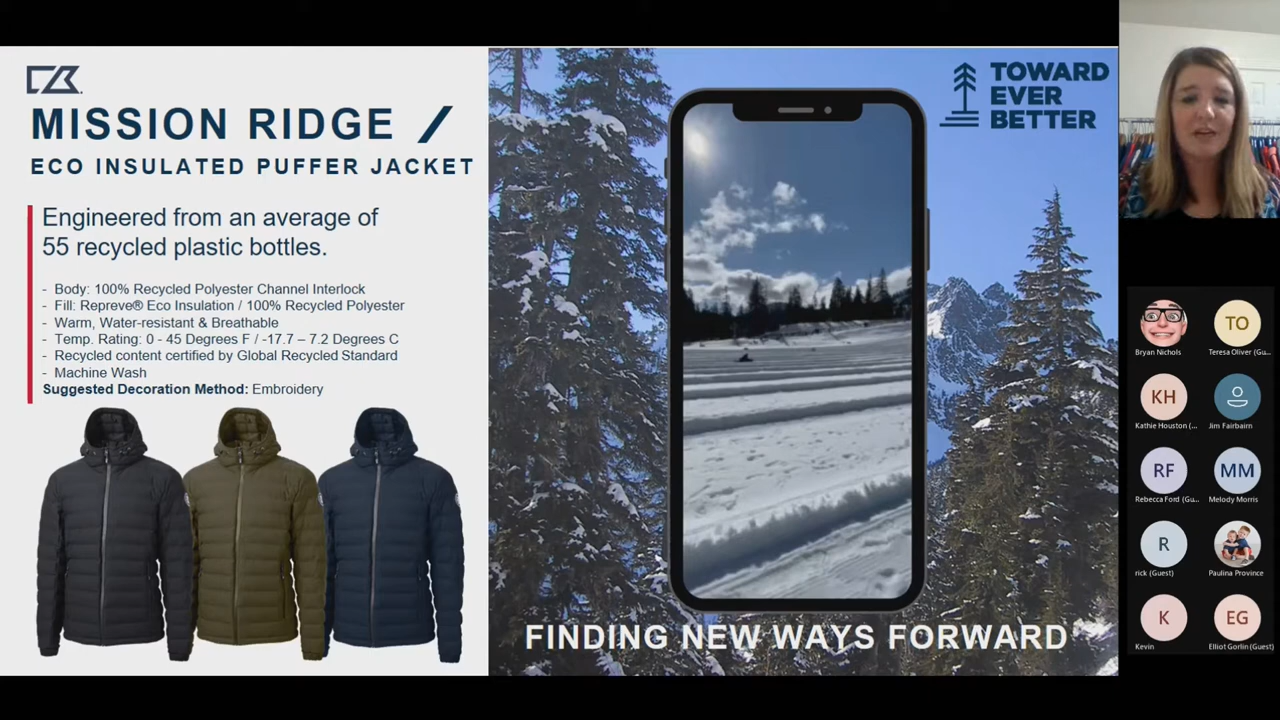 CB
MISSION RIDGE /
ECO INSULATED PUFFER JACKET
Engineered from an average of
55 recycled plastic bottles.
- Body: 100% Recycled Polyester Channel Interlock
- Fill: Repreve® Eco Insulation / 100% Recycled Polyester
- Warm, Water-resistant & Breathable
- Temp. Rating: 0 - 45 Degrees F / -17.7 – 7.2 Degrees C
- Recycled content certified by Global Recycled Standard
- Machine Wash
Suggested Decoration Method: Embroidery
TOWARD
EVER
BETTER
FINDING NEW WAYS FORWARD
Bryan Nichols
TO
Teresa Oliver (Gu...
KH
Kathie Houston (...
Jim Fairbairn
RF
Rebecca Ford (Gu...
MM
Melody Morris
R
rick (Guest)
Paulina Province
K
Kevin
EG
Elliot Gorlin (Guest)